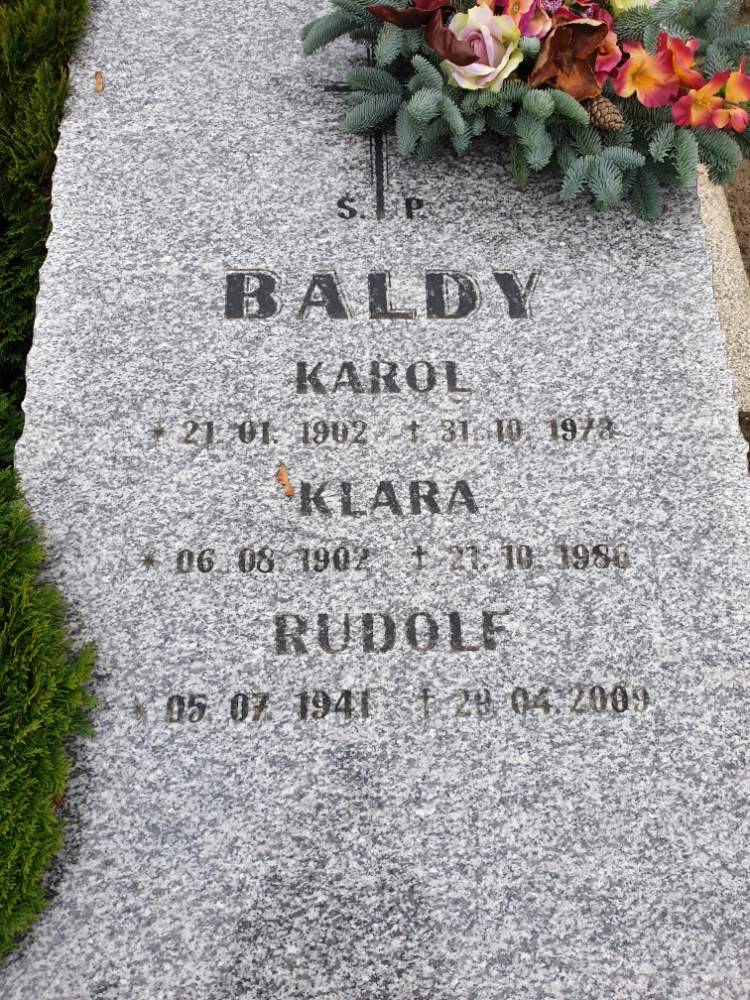 Ś. P.
BALDY
KAROL
* 21. 01. 1902 † 31. 10. 1978
KLARA
* 06. 08. 1902 † 21. 10. 1986
RUDOLF
* 05. 07. 1941 † 04. 2009